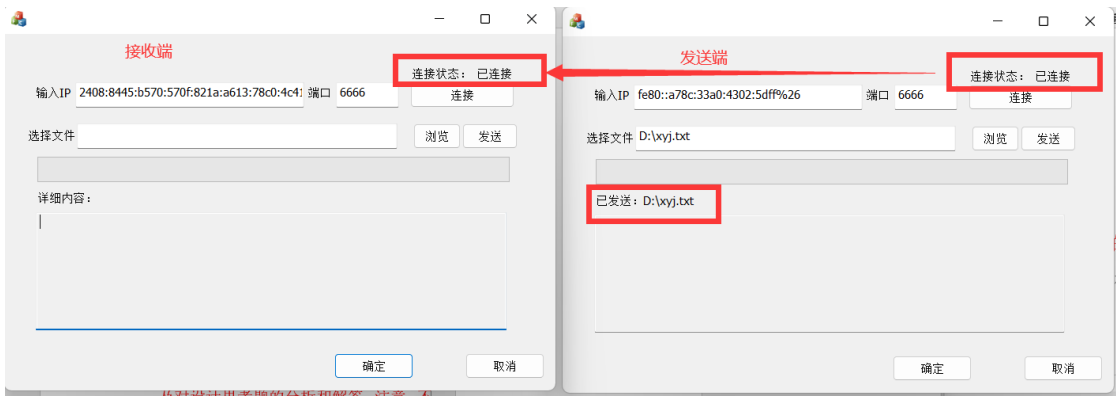 接收端
连接状态： 已连接
输入IP 2408:8445:b570:570f:821a:a613:78c0:4c41 端口 6666
连接
选择文件
浏览 发送
详细内容：
确定 取消
发送端
连接状态： 已连接
输入IP fe80::a78c:33a0:4302:5dff%26 端口 6666
连接
选择文件 D:\xyj.txt
浏览 发送
已发送：D:\xyj.txt
确定 取消